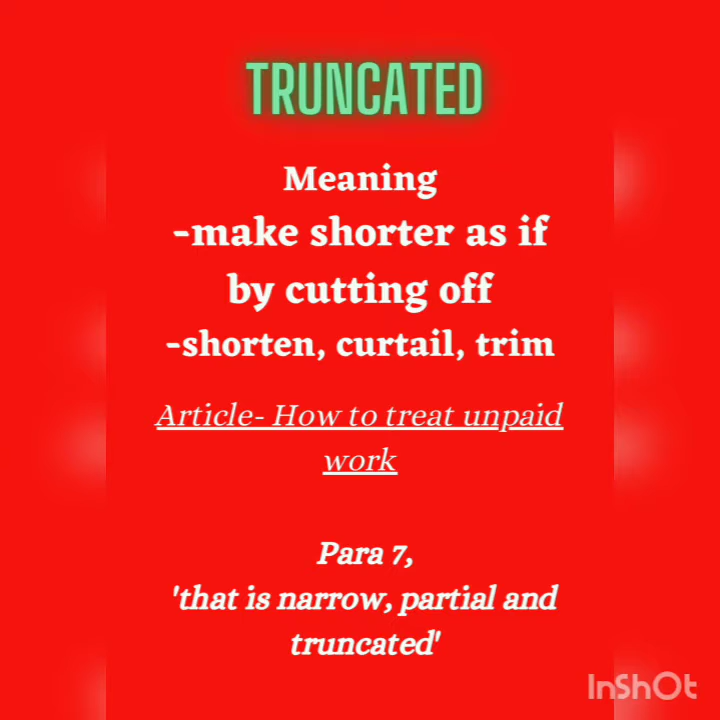 TRUNCATED
Meaning
-make shorter as if
by cutting off
-shorten, curtail, trim
Article- How to treat unpaid
work
Para 7,
'that is narrow, partial and
truncated'
InShOt